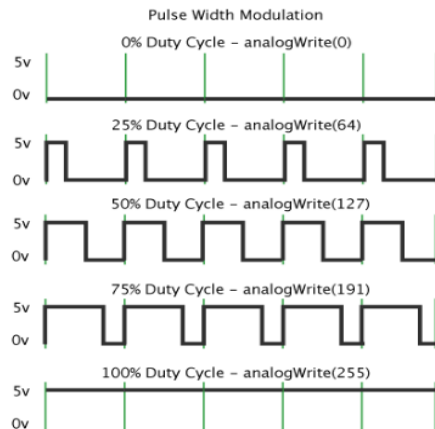 Pulse Width Modulation
0% Duty Cycle – analogWrite(0)
5v
0v
25% Duty Cycle – analogWrite(64)
5v
0v
50% Duty Cycle – analogWrite(127)
5v
0v
75% Duty Cycle – analogWrite(191)
5v
0v
100% Duty Cycle – analogWrite(255)
5v
0v